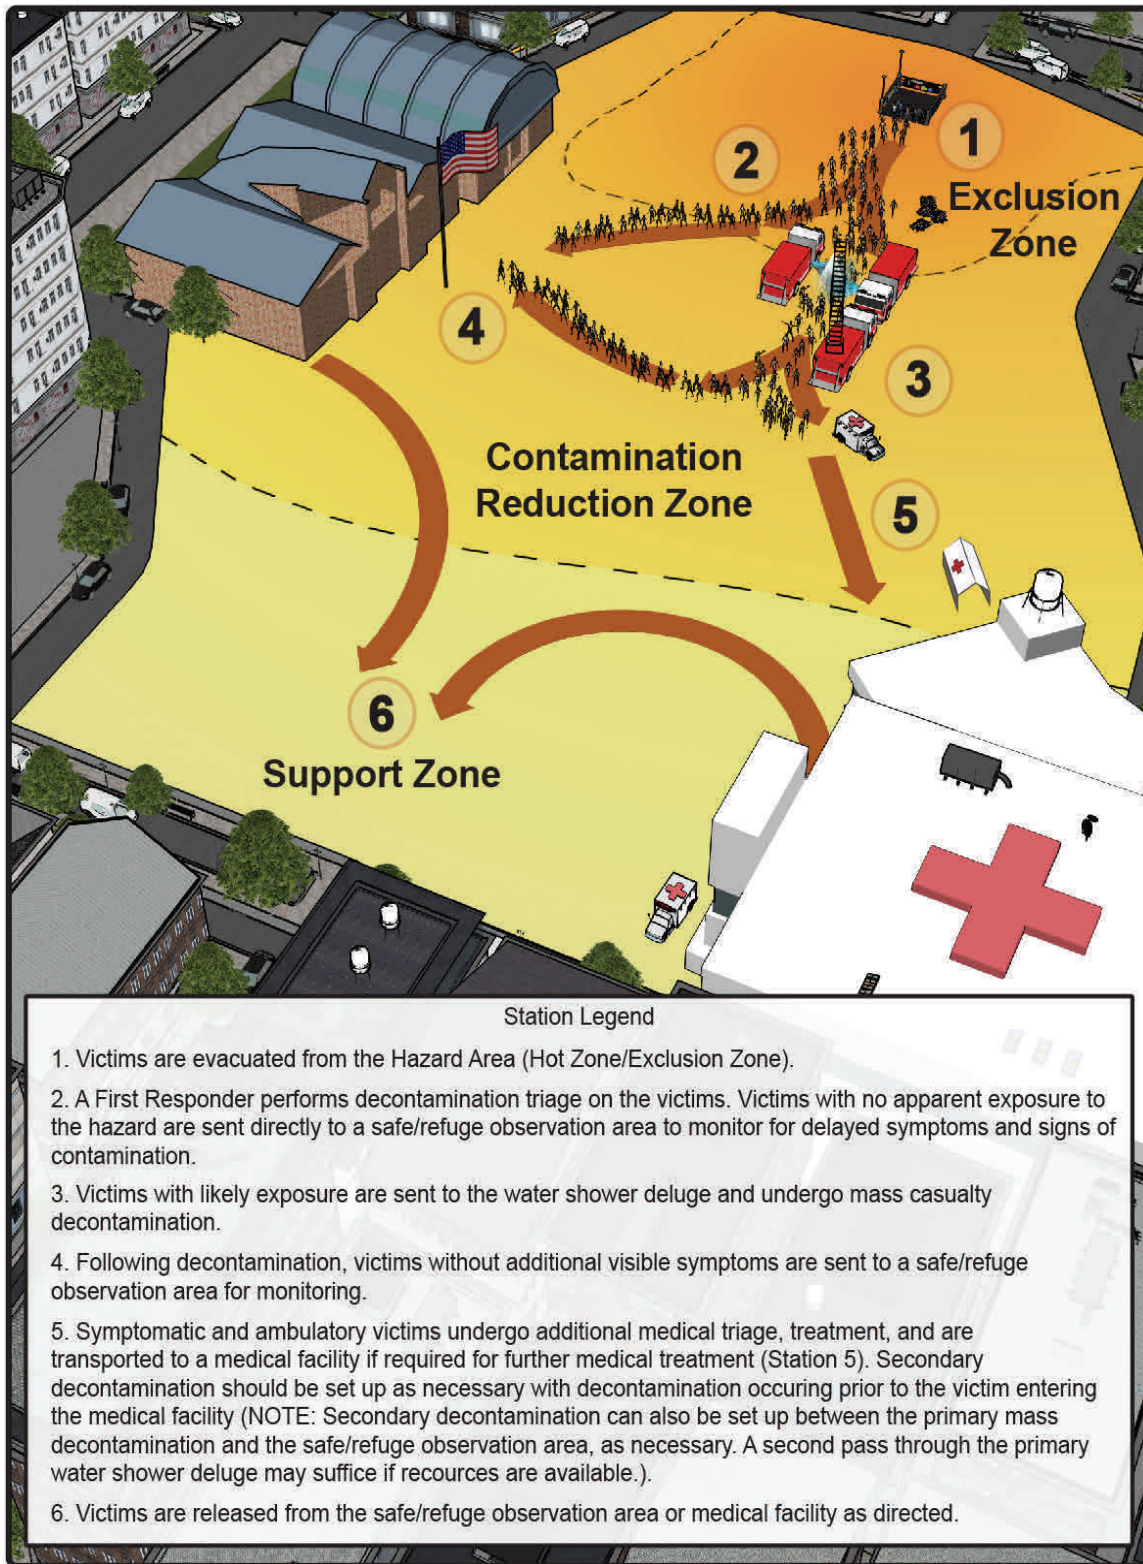 1
2
Exclusion
Zone
4
3
Contamination
Reduction Zone
5
6
Support Zone
Station Legend
1. Victims are evacuated from the Hazard Area (Hot Zone/Exclusion Zone).
2. A First Responder performs decontamination triage on the victims. Victims with no apparent exposure to
the hazard are sent directly to a safe/refuge observation area to monitor for delayed symptoms and signs of
contamination.
3. Victims with likely exposure are sent to the water shower deluge and undergo mass casualty
decontamination.
4. Following decontamination, victims without additional visible symptoms are sent to a safe/refuge
observation area for monitoring.
5. Symptomatic and ambulatory victims undergo additional medical triage, treatment, and are
transported to a medical facility if required for further medical treatment (Station 5). Secondary
decontamination should be set up as necessary with decontamination occuring prior to the victim entering
the medical facility (NOTE: Secondary decontamination can also be set up between the primary mass
decontamination and the safe/refuge observation area, as necessary. A second pass through the primary
water shower deluge may suffice if recources are available.).
6. Victims are released from the safe/refuge observation area or medical facility as directed.